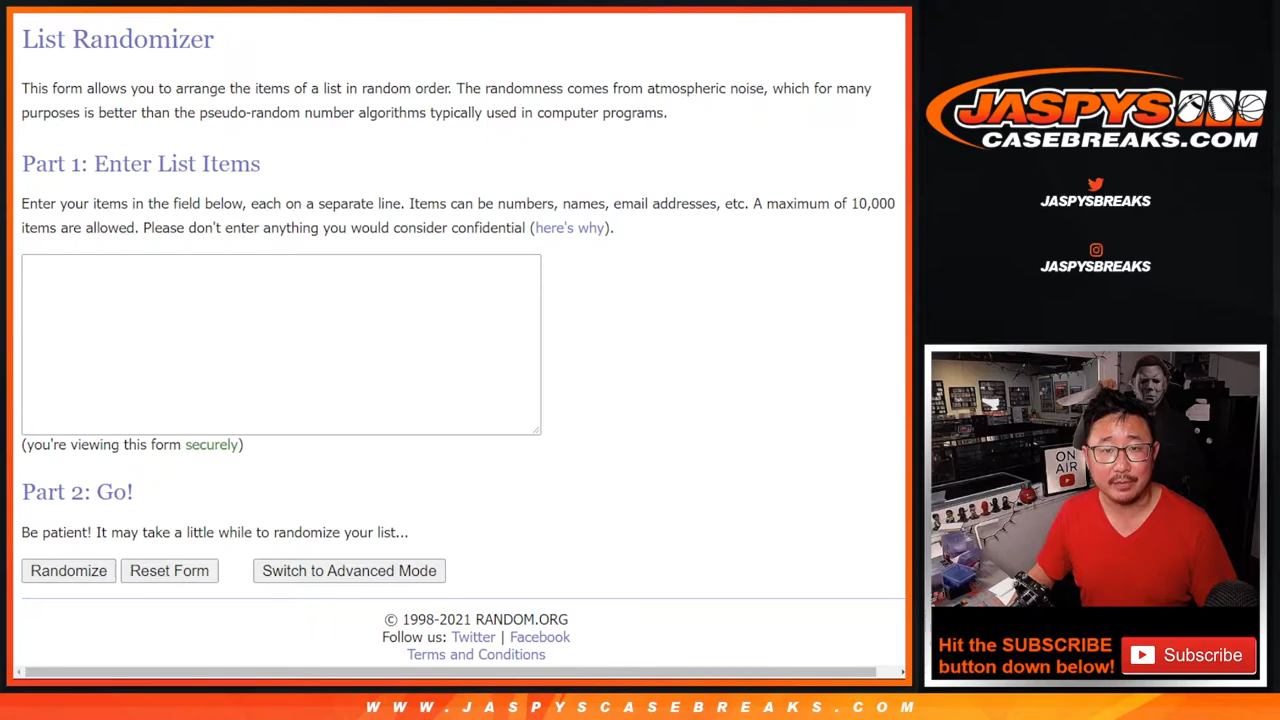 List Randomizer
This form allows you to arrange the items of a list in random order. The randomness comes from atmospheric noise, which for many
purposes is better than the pseudo-random number algorithms typically used in computer programs.
Part 1: Enter List Items
Enter your items in the field below, each on a separate line. Items can be numbers, names, email addresses, etc. A maximum of 10,000
items are allowed. Please don't enter anything you would consider confidential (here's why).
(you're viewing this form securely)
Part 2: Go!
Be patient! It may take a little while to randomize your list...
Randomize Reset Form Switch to Advanced Mode
© 1998-2021 RANDOM.ORG
Follow us: Twitter | Facebook
Terms and Conditions
JASPYS
CASEBREAKS.COM
JASPYSBREAKS
JASPYSBREAKS
ON
AIR
Hit the SUBSCRIBE
button down below!
Subscribe
WWW.JASPYSCASEBREAKS.COM